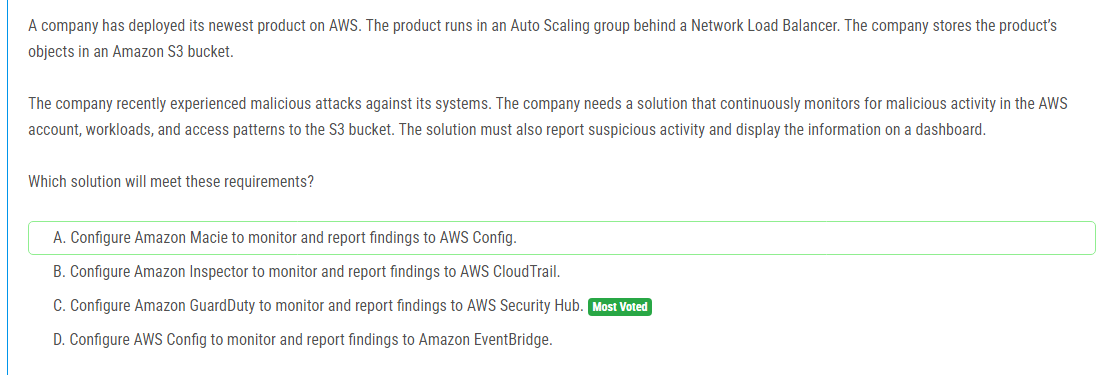 A company has deployed its newest product on AWS. The product runs in an Auto Scaling group behind a Network Load Balancer. The company stores the product’s
objects in an Amazon S3 bucket.
The company recently experienced malicious attacks against its systems. The company needs a solution that continuously monitors for malicious activity in the AWS
account, workloads, and access patterns to the S3 bucket. The solution must also report suspicious activity and display the information on a dashboard.
Which solution will meet these requirements?
A. Configure Amazon Macie to monitor and report findings to AWS Config.
B. Configure Amazon Inspector to monitor and report findings to AWS CloudTrail.
C. Configure Amazon GuardDuty to monitor and report findings to AWS Security Hub. Most Voted
D. Configure AWS Config to monitor and report findings to Amazon EventBridge.